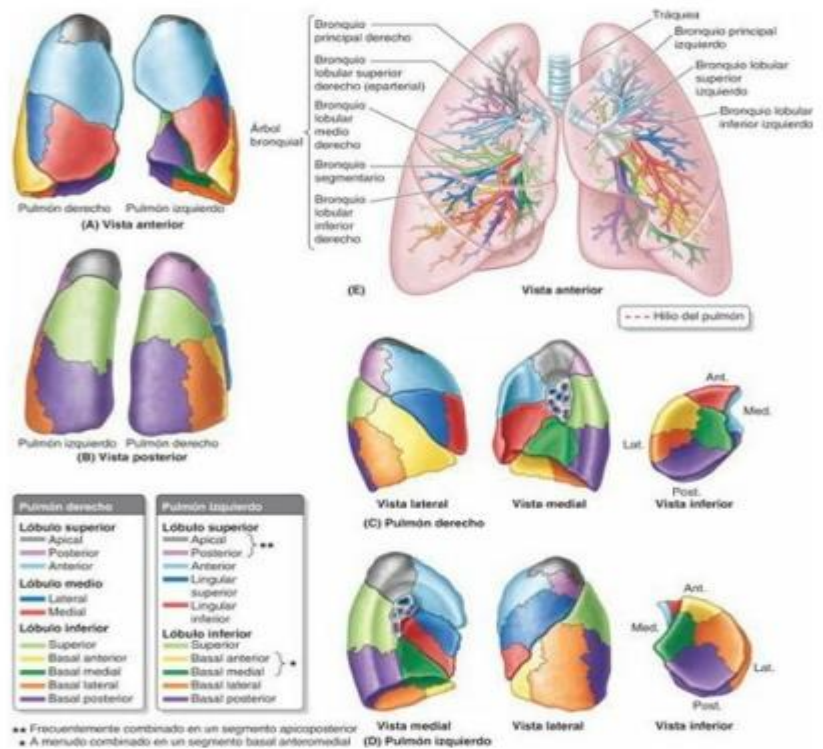 Pulmón derecho
Pulmón izquierdo
(A) Vista anterior
Pulmón izquierdo
Pulmón derecho
(B) Vista posterior
Árbol
bronquial
Bronquio
principal derecho
Bronquio
lobular superior
derecho (eparterial)
Bronquio
lobular
medio
derecho
Bronquio
segmentario
Bronquio
lobular
inferior
derecho
Tráquea
Bronquio principal
izquierdo
Bronquio lobular
superior
izquierdo
Bronquio lobular
inferior izquierdo
(E)
Vista anterior
Hilio del pulmón
Vista lateral
Vista medial
Ant.
Med.
Lat.
Post.
Vista inferior
(C) Pulmón derecho
Pulmón derecho
Lóbulo superior
Apical
Posterior
Anterior
Lóbulo medio
Lateral
Medial
Lóbulo inferior
Superior
Basal anterior
Basal medial
Basal lateral
Basal posterior
Pulmón izquierdo
Lóbulo superior
Apical
Posterior
**
Anterior
Lingular
superior
Lingular
inferior
Lóbulo inferior
Superior
Basal anterior
Basal medial
*
Basal lateral
Basal posterior
** Frecuentemente combinado en un segmento apicoposterior
* A menudo combinado en un segmento basal anteromedial
Vista medial
Vista lateral
Ant.
Med.
Lat.
Post.
Vista inferior
(D) Pulmón izquierdo